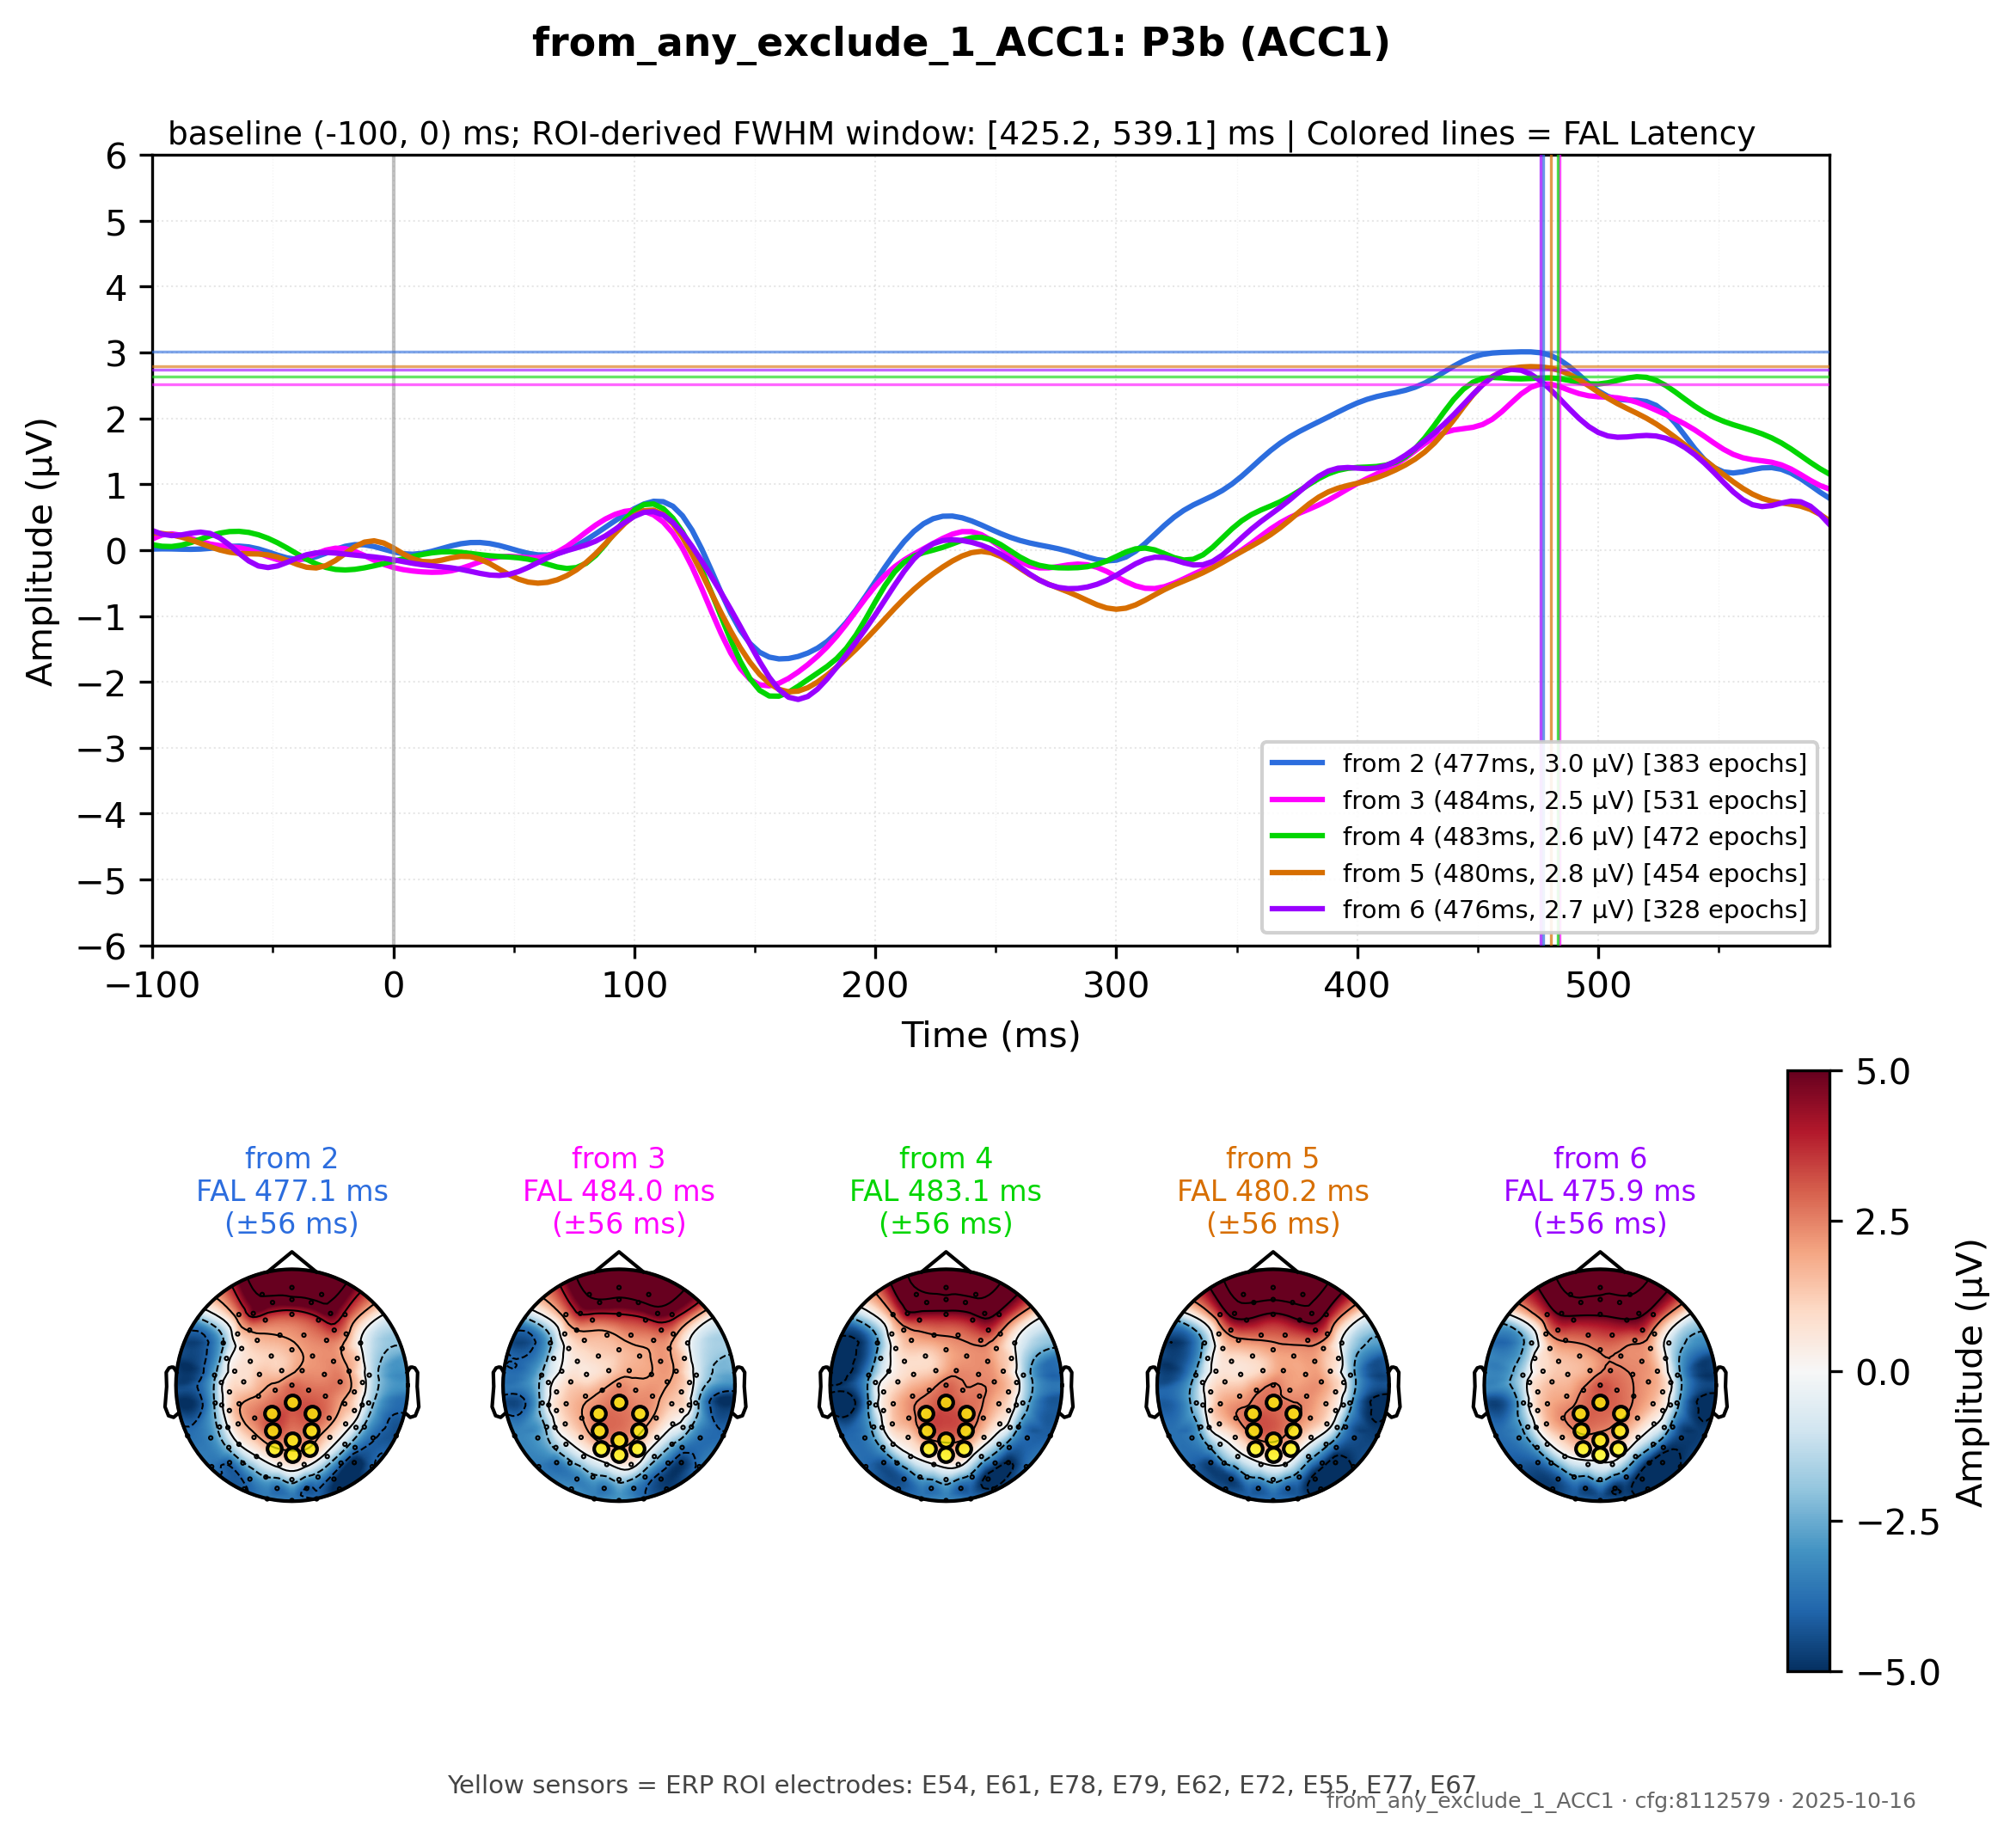 from_any_exclude_1_ACC1: P3b (ACC1)
baseline (-100, 0) ms; ROI-derived FWHM window: [425.2, 539.1] ms | Colored lines = FAL Latency
6
5
4
3
2
1
0
−1
−2
−3
−4
−5
−6
Amplitude (µV)
from 2 (477ms, 3.0 µV) [383 epochs]
from 3 (484ms, 2.5 µV) [531 epochs]
from 4 (483ms, 2.6 µV) [472 epochs]
from 5 (480ms, 2.8 µV) [454 epochs]
from 6 (476ms, 2.7 µV) [328 epochs]
−100 0 100 200 300 400 500
Time (ms)
from 2
FAL 477.1 ms
(±56 ms)
from 3
FAL 484.0 ms
(±56 ms)
from 4
FAL 483.1 ms
(±56 ms)
from 5
FAL 480.2 ms
(±56 ms)
from 6
FAL 475.9 ms
(±56 ms)
5.0
2.5
0.0
−2.5
−5.0
Amplitude (µV)
Yellow sensors = ERP ROI electrodes: E54, E61, E78, E79, E62, E72, E55, E77, E67
from_any_exclude_1_ACC1 · cfg:8112579 · 2025-10-16